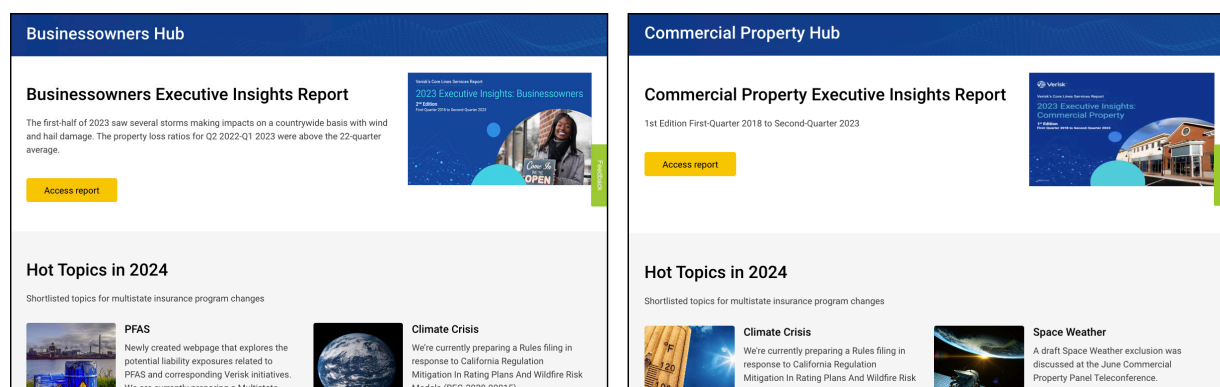 Businessowners Hub
Businessowners Executive Insights Report
The first-half of 2023 saw several storms making impacts on a countrywide basis with wind
and hail damage. The property loss ratios for Q2 2022-Q1 2023 were above the 22-quarter
average.
Access report
Verisk's Core Lines Services Report
2023 Executive Insights: Businessowners
2nd Edition
First Quarter 2018 to Second Quarter 2023
Come In
WE'RE
OPEN
Feedback
Hot Topics in 2024
Shortlisted topics for multistate insurance program changes
PFAS
Newly created webpage that explores the
potential liability exposures related to
PFAS and corresponding Verisk initiatives.
We are currently preparing a Multistate
Climate Crisis
We're currently preparing a Rules filing in
response to California Regulation
Mitigation In Rating Plans And Wildfire Risk
Commercial Property Hub
Commercial Property Executive Insights Report
1st Edition First-Quarter 2018 to Second-Quarter 2023
Access report
Verisk
Verisk's Core Lines Services Report
2023 Executive Insights:
Commercial Property
1st Edition
First Quarter 2018 to Second Quarter 2023
Hot Topics in 2024
Shortlisted topics for multistate insurance program changes
°F
120
Climate Crisis
We're currently preparing a Rules filing in
response to California Regulation
Mitigation In Rating Plans And Wildfire Risk
Space Weather
A draft Space Weather exclusion was
discussed at the June Commercial
Property Panel Teleconference.